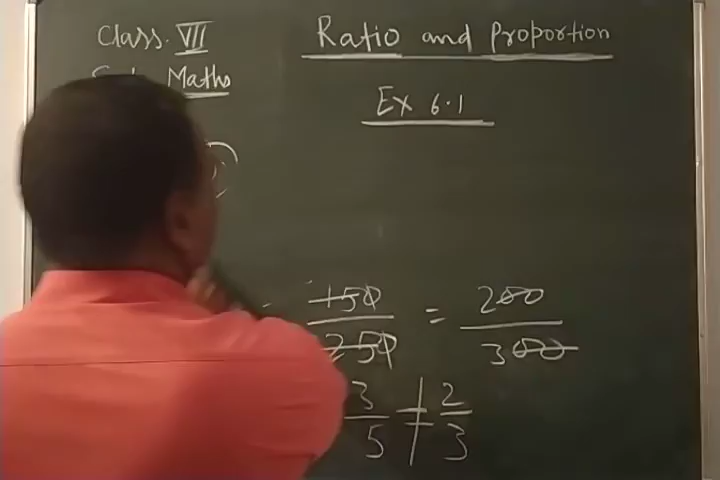 Class. VII
Ratio and Proportion
Maths
Ex 6.1
150/250 = 200/300
3/5 ≠ 2/3